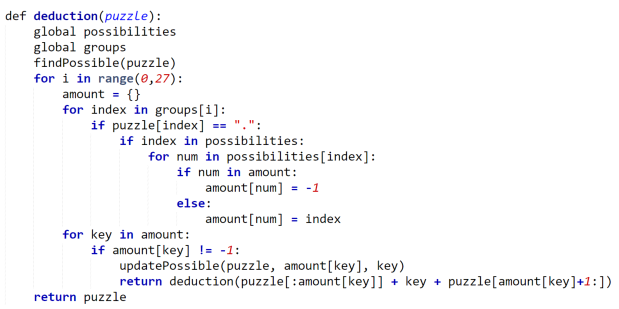 def deduction(puzzle):
    global possibilities
    global groups
    findPossible(puzzle)
    for i in range(0,27):
        amount = {}
        for index in groups[i]:
            if puzzle[index] == ".":
                if index in possibilities:
                    for num in possibilities[index]:
                        if num in amount:
                            amount[num] = -1
                        else:
                            amount[num] = index
        for key in amount:
            if amount[key] != -1:
                updatePossible(puzzle, amount[key], key)
                return deduction(puzzle[:amount[key]] + key + puzzle[amount[key]+1:])
    return puzzle